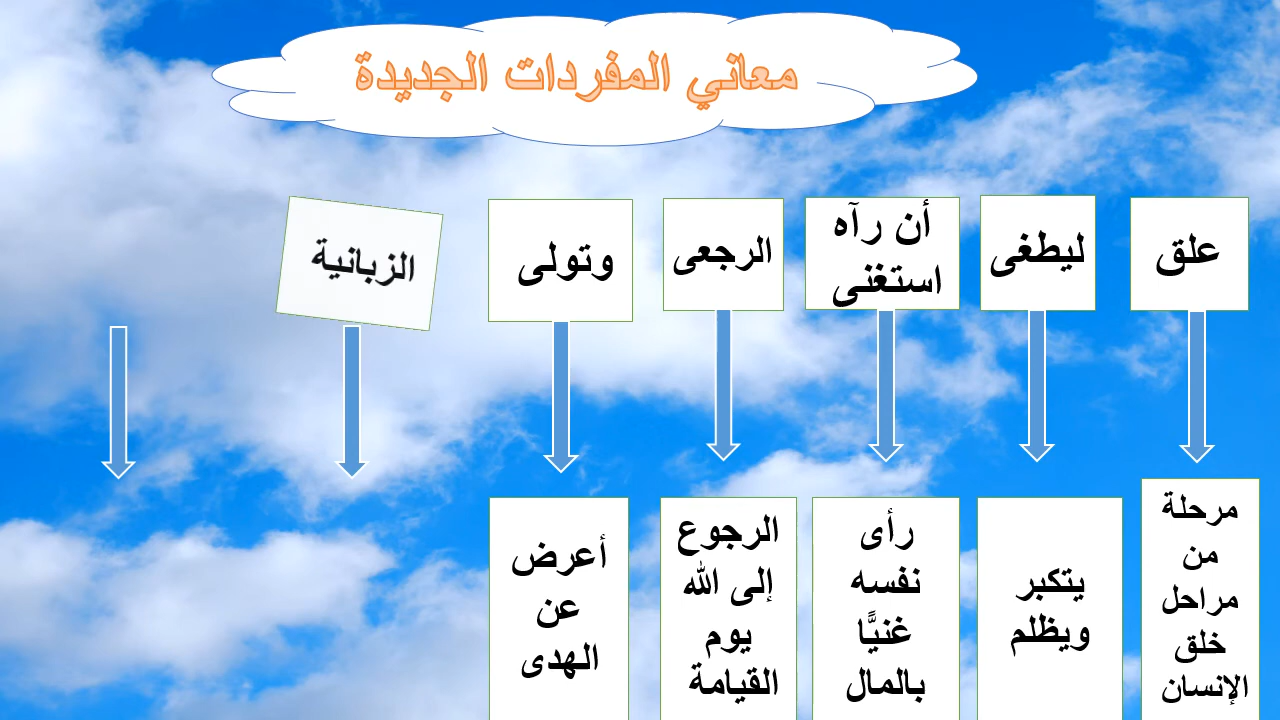 معاني المفردات الجديدة
علق
ليطغى
أن رآه
استغنى
الرجعى
وتولى
الزبانية
مرحلة
من
مراحل
خلق
الإنسان
يتكبر
ويظلم
رأى
نفسه
غنيًّا
بالمال
الرجوع
إلى الله
يوم
القيامة
أعرض
عن
الهدى